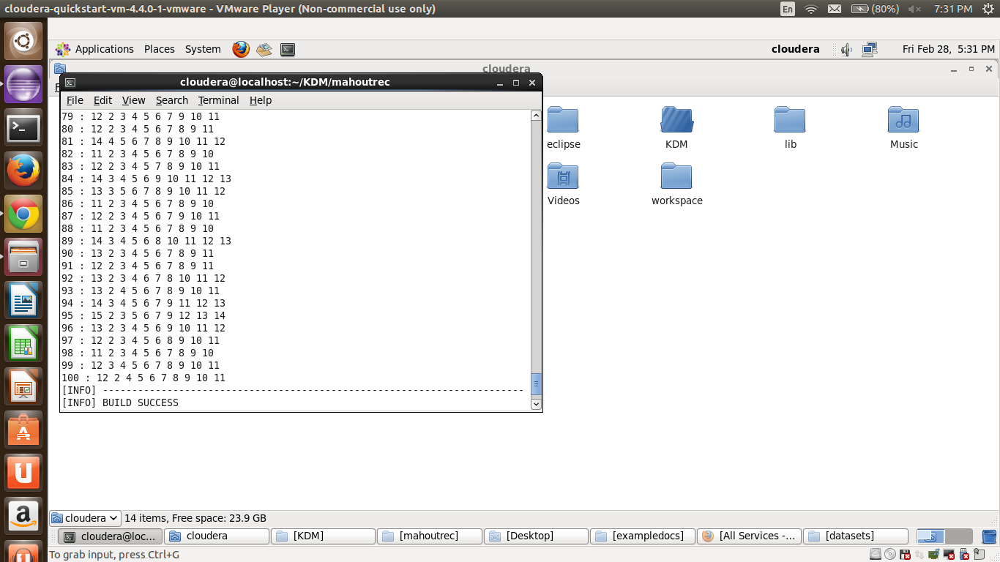 cloudera-quickstart-vm-4.4.0-1-vmware - VMware Player (Non-commercial use only)
En
(80%)
7:31 PM
Applications Places System
cloudera
Fri Feb 28, 5:31 PM
cloudera
cloudera@localhost:~/KDM/mahoutrec
File Edit View Search Terminal Help
79 : 12 2 3 4 5 6 7 9 10 11
80 : 12 2 3 4 5 6 7 8 9 11
81 : 14 4 5 6 7 8 9 10 11 12
82 : 11 2 3 4 5 6 7 8 9 10
83 : 12 2 3 4 5 7 8 9 10 11
84 : 14 3 4 5 6 9 10 11 12 13
85 : 13 3 5 6 7 8 9 10 11 12
86 : 11 2 3 4 5 6 7 8 9 10
87 : 12 2 3 4 5 6 7 9 10 11
88 : 11 2 3 4 5 6 7 8 9 10
89 : 14 3 4 5 6 8 10 11 12 13
90 : 13 2 3 4 5 6 7 8 9 11
91 : 12 2 3 4 5 6 7 8 9 11
92 : 13 2 3 4 6 7 8 10 11 12
93 : 13 2 4 5 6 7 8 9 10 11
94 : 14 3 4 5 6 7 9 11 12 13
95 : 15 2 3 5 6 7 9 12 13 14
96 : 13 2 3 4 5 6 9 10 11 12
97 : 12 2 3 4 5 6 8 9 10 11
98 : 11 2 3 4 5 6 7 8 9 10
99 : 12 3 4 5 6 7 8 9 10 11
100 : 12 2 4 5 6 7 8 9 10 11
[INFO] ------------------------------------------------------------------------
[INFO] BUILD SUCCESS
eclipse
KDM
lib
Music
Videos
workspace
cloudera
14 items, Free space: 23.9 GB
cloudera@loc...
cloudera
[KDM]
[mahoutrec]
[Desktop]
[exampledocs]
[All Services -...
[datasets]
To grab input, press Ctrl+G